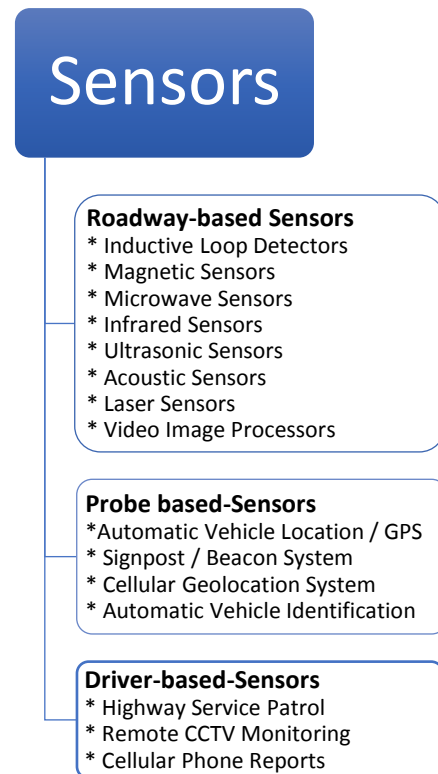 Sensors
Roadway-based Sensors
* Inductive Loop Detectors
* Magnetic Sensors
* Microwave Sensors
* Infrared Sensors
* Ultrasonic Sensors
* Acoustic Sensors
* Laser Sensors
* Video Image Processors
Probe based-Sensors
*Automatic Vehicle Location / GPS
* Signpost / Beacon System
* Cellular Geolocation System
* Automatic Vehicle Identification
Driver-based-Sensors
* Highway Service Patrol
* Remote CCTV Monitoring
* Cellular Phone Reports